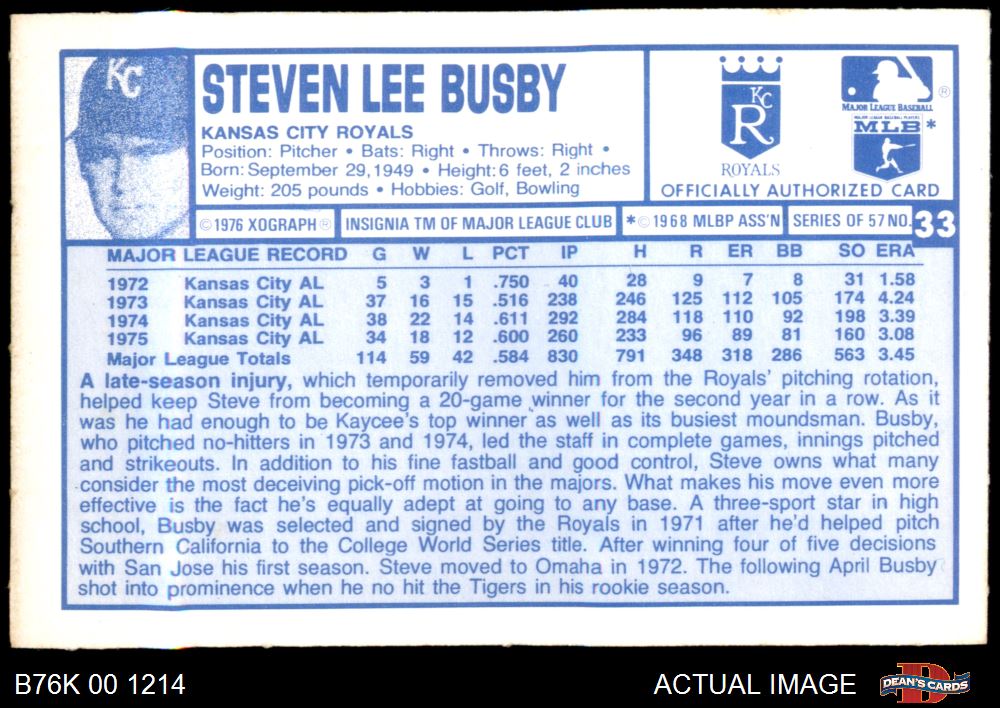 KC
STEVEN LEE BUSBY
KANSAS CITY ROYALS
Position: Pitcher • Bats: Right • Throws: Right •
Born: September 29, 1949 • Height: 6 feet, 2 inches
Weight: 205 pounds • Hobbies: Golf, Bowling
KC
R
ROYALS
®
MAJOR LEAGUE BASEBALL
MAJOR LEAGUE BASEBALL PLAYERS
MLB *
OFFICIALLY AUTHORIZED CARD
© 1976 XOGRAPH ® INSIGNIA TM OF MAJOR LEAGUE CLUB * © 1968 MLBP ASS'N SERIES OF 57 NO. 33
MAJOR LEAGUE RECORD G W L PCT IP H R ER BB SO ERA
1972 Kansas City AL 5 3 1 .750 40 28 9 7 8 31 1.58
1973 Kansas City AL 37 16 15 .516 238 246 125 112 105 174 4.24
1974 Kansas City AL 38 22 14 .611 292 284 118 110 92 198 3.39
1975 Kansas City AL 34 18 12 .600 260 233 96 89 81 160 3.08
Major League Totals 114 59 42 .584 830 791 348 318 286 563 3.45
A late-season injury, which temporarily removed him from the Royals' pitching rotation,
helped keep Steve from becoming a 20-game winner for the second year in a row. As it
was he had enough to be Kaycee's top winner as well as its busiest moundsman. Busby,
who pitched no-hitters in 1973 and 1974, led the staff in complete games, innings pitched
and strikeouts. In addition to his fine fastball and good control, Steve owns what many
consider the most deceiving pick-off motion in the majors. What makes his move even more
effective is the fact he's equally adept at going to any base. A three-sport star in high
school, Busby was selected and signed by the Royals in 1971 after he'd helped pitch
Southern California to the College World Series title. After winning four of five decisions
with San Jose his first season. Steve moved to Omaha in 1972. The following April Busby
shot into prominence when he no hit the Tigers in his rookie season.
B76K 00 1214
ACTUAL IMAGE
D
DEAN'S CARDS